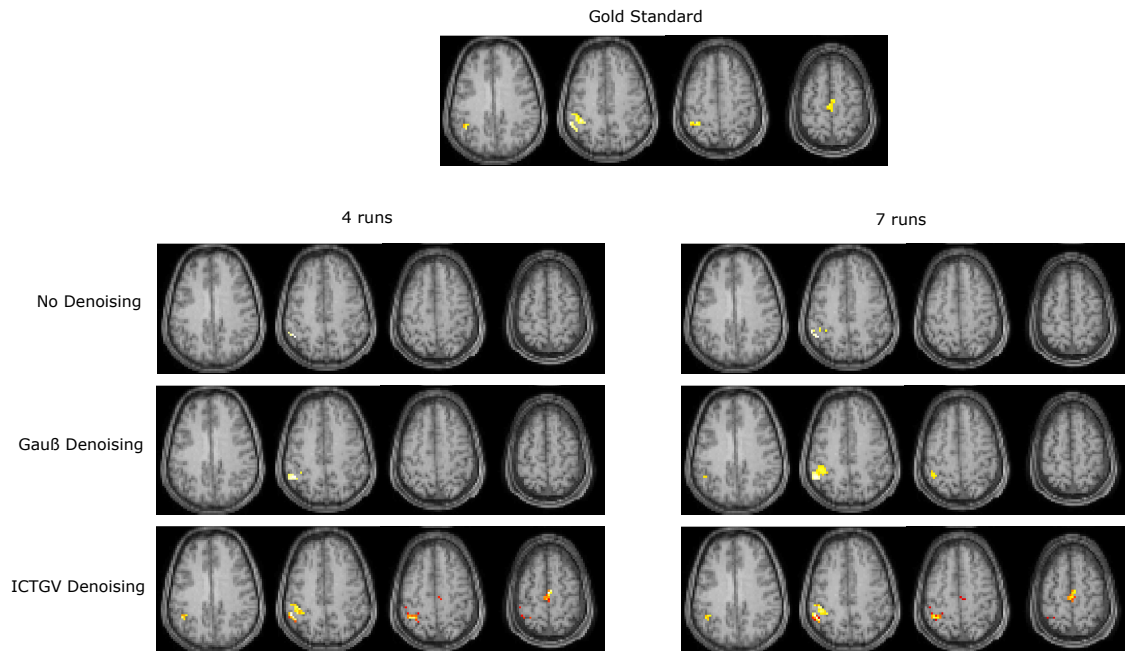 Gold Standard
4 runs
7 runs
No Denoising
Gauß Denoising
ICTGV Denoising